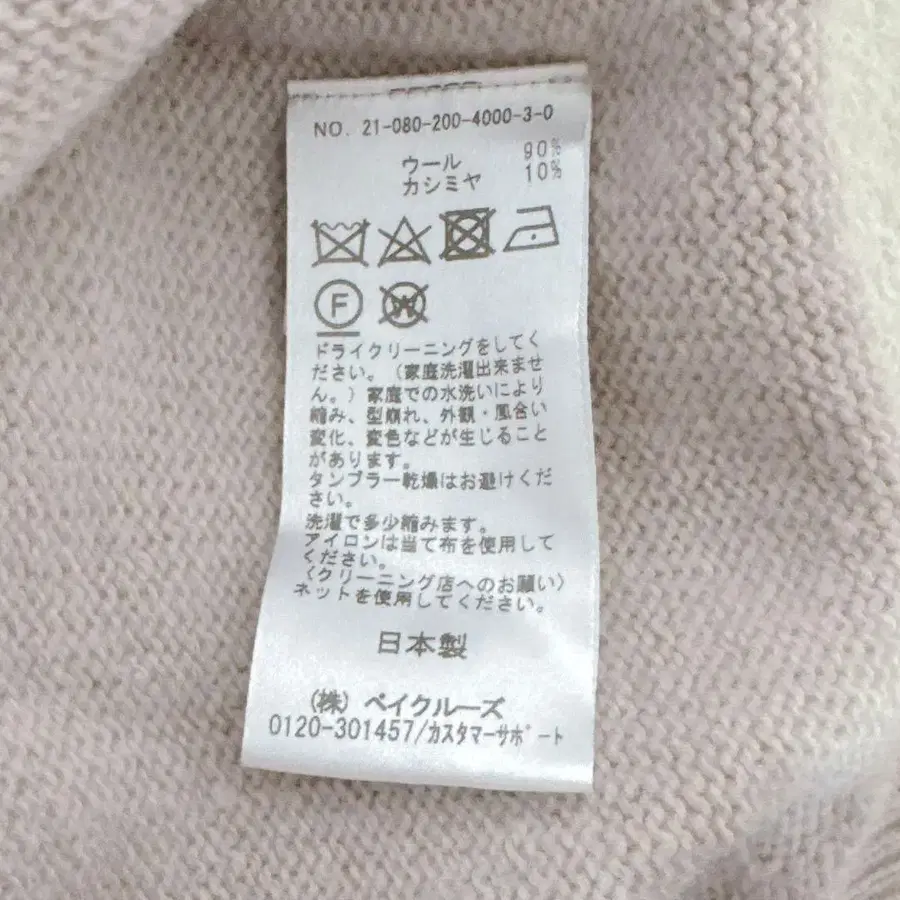 NO. 21-080-200-4000-3-0
ウール 90%
カシミヤ 10%
F
W
ドライクリーニングをしてく
ださい。（家庭洗濯出来ませ
ん。）家庭での水洗いにより
縮み、型崩れ、外観・風合い
変化、変色などが生じること
があります。
タンブラー乾燥はお避けくだ
さい。
洗濯で多少縮みます。
アイロンは当て布を使用して
ください。
〈クリーニング店へのお願い〉
ネットを使用してください。
日本製
（株）ベイクルーズ
0120-301457/カスタマーサポート